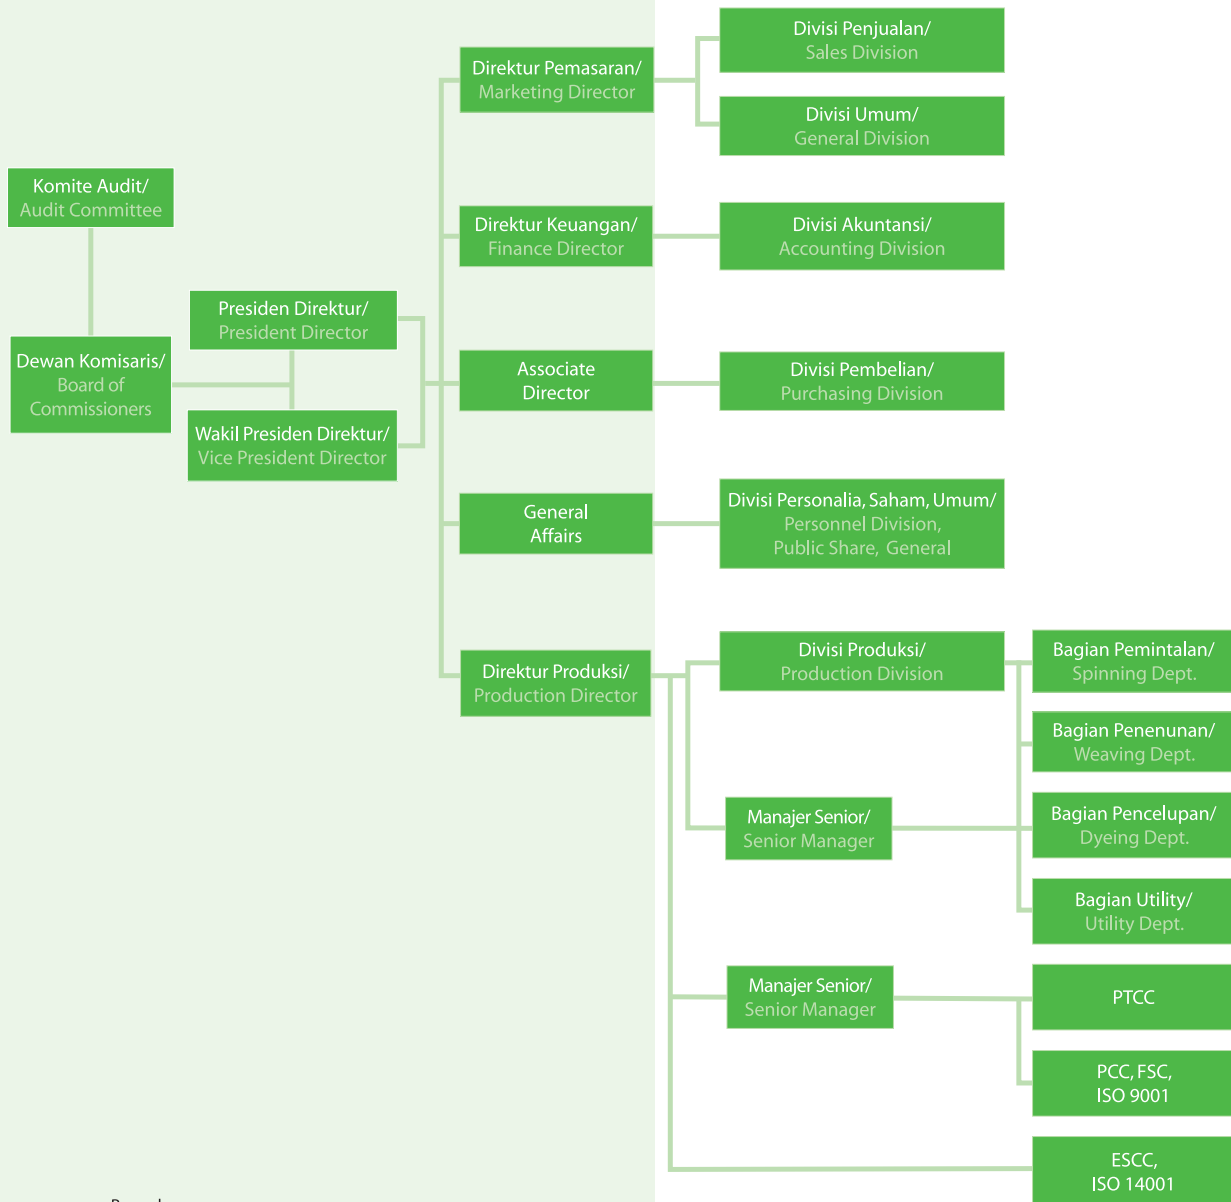 Divisi Penjualan/
Sales Division
Direktur Pemasaran/
Marketing Director
Divisi Umum/
General Division
Komite Audit/
Audit Committee
Direktur Keuangan/
Finance Director
Divisi Akuntansi/
Accounting Division
Presiden Direktur/
President Director
Dewan Komisaris/
Board of
Commissioners
Wakil Presiden Direktur/
Vice President Director
Associate
Director
Divisi Pembelian/
Purchasing Division
General
Affairs
Divisi Personalia, Saham, Umum/
Personnel Division,
Public Share, General
Direktur Produksi/
Production Director
Divisi Produksi/
Production Division
Bagian Pemintalan/
Spinning Dept.
Bagian Penenunan/
Weaving Dept.
Manajer Senior/
Senior Manager
Bagian Pencelupan/
Dyeing Dept.
Bagian Utility/
Utility Dept.
Manajer Senior/
Senior Manager
PTCC
PCC, FSC,
ISO 9001
ESCC,
ISO 14001